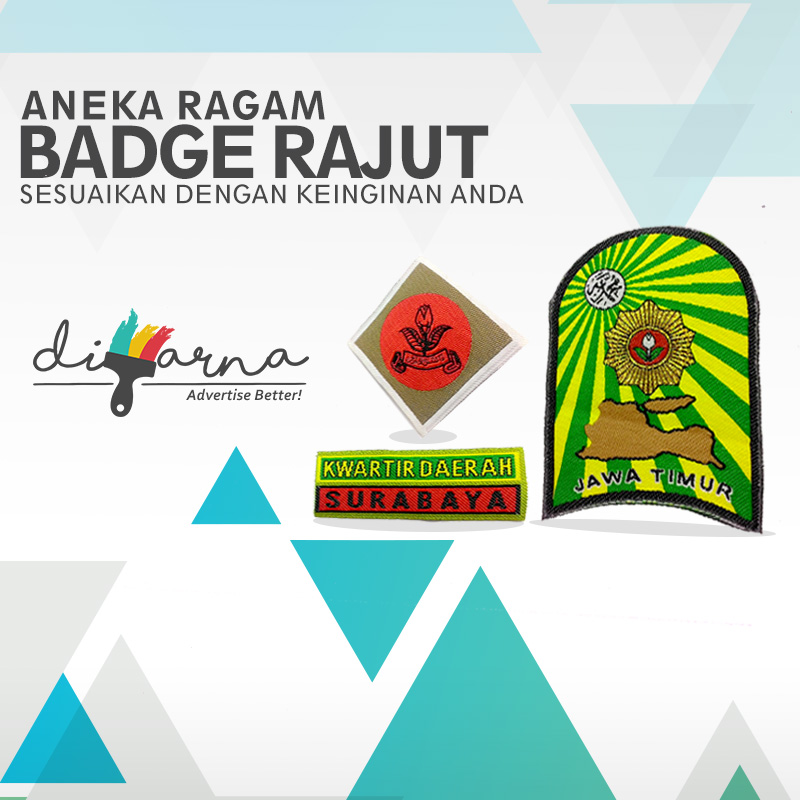 ANEKA RAGAM
BADGE RAJUT
SESUAIKAN DENGAN KEINGINAN ANDA
diwarna
Advertise Better!
KWARTIR DAERAH
SURABAYA
JAWA TIMUR